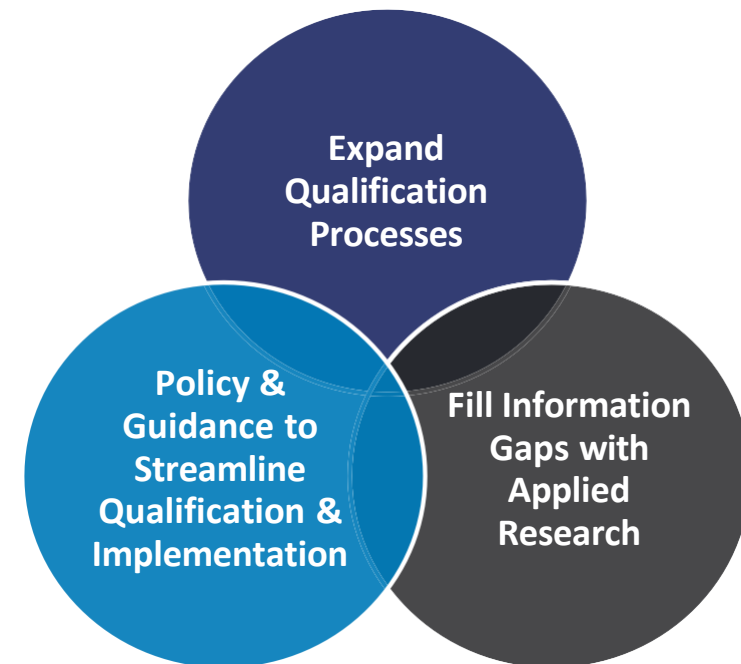 Expand
Qualification
Processes
Policy &
Guidance to
Streamline
Qualification &
Implementation
Fill Information
Gaps with
Applied
Research